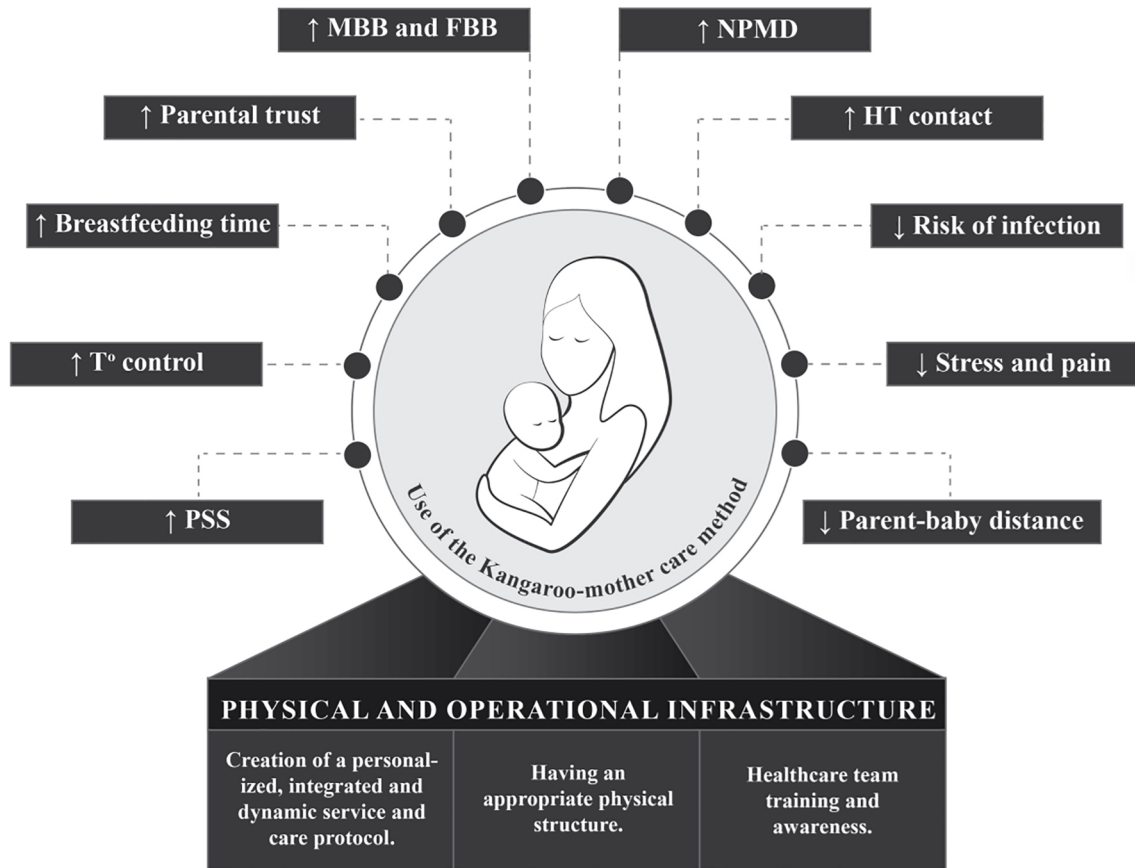 ↑ MBB and FBB
↑ NPMD
↑ Parental trust
↑ HT contact
↑ Breastfeeding time
↓ Risk of infection
↑ Tº control
↓ Stress and pain
↑ PSS
↓ Parent-baby distance
Use of the Kangaroo-mother care method
PHYSICAL AND OPERATIONAL INFRASTRUCTURE
Creation of a personal-
ized, integrated and
dynamic service and
care protocol.
Having an
appropriate physical
structure.
Healthcare team
training and
awareness.